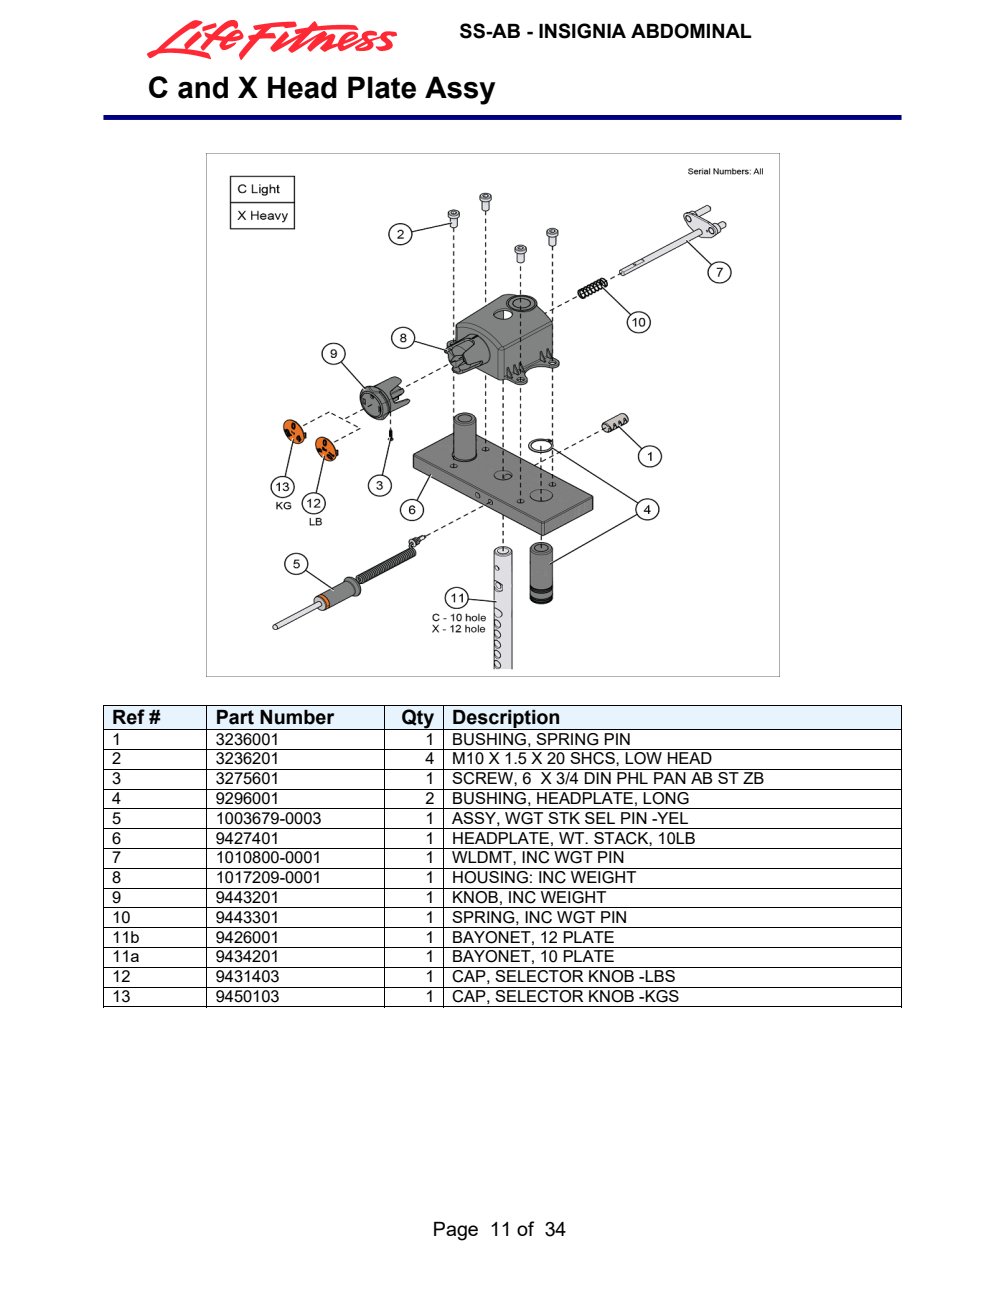 Life Fitness
SS-AB - INSIGNIA ABDOMINAL
C and X Head Plate Assy
Serial Numbers: All
C Light
X Heavy
2
7
10
8
9
1
3
13
KG
12
LB
6
4
5
11
C - 10 hole
X - 12 hole
Ref # Part Number Qty Description
1 3236001 1 BUSHING, SPRING PIN
2 3236201 4 M10 X 1.5 X 20 SHCS, LOW HEAD
3 3275601 1 SCREW, 6 X 3/4 DIN PHL PAN AB ST ZB
4 9296001 2 BUSHING, HEADPLATE, LONG
5 1003679-0003 1 ASSY, WGT STK SEL PIN -YEL
6 9427401 1 HEADPLATE, WT. STACK, 10LB
7 1010800-0001 1 WLDMT, INC WGT PIN
8 1017209-0001 1 HOUSING: INC WEIGHT
9 9443201 1 KNOB, INC WEIGHT
10 9443301 1 SPRING, INC WGT PIN
11b 9426001 1 BAYONET, 12 PLATE
11a 9434201 1 BAYONET, 10 PLATE
12 9431403 1 CAP, SELECTOR KNOB -LBS
13 9450103 1 CAP, SELECTOR KNOB -KGS
Page 11 of 34